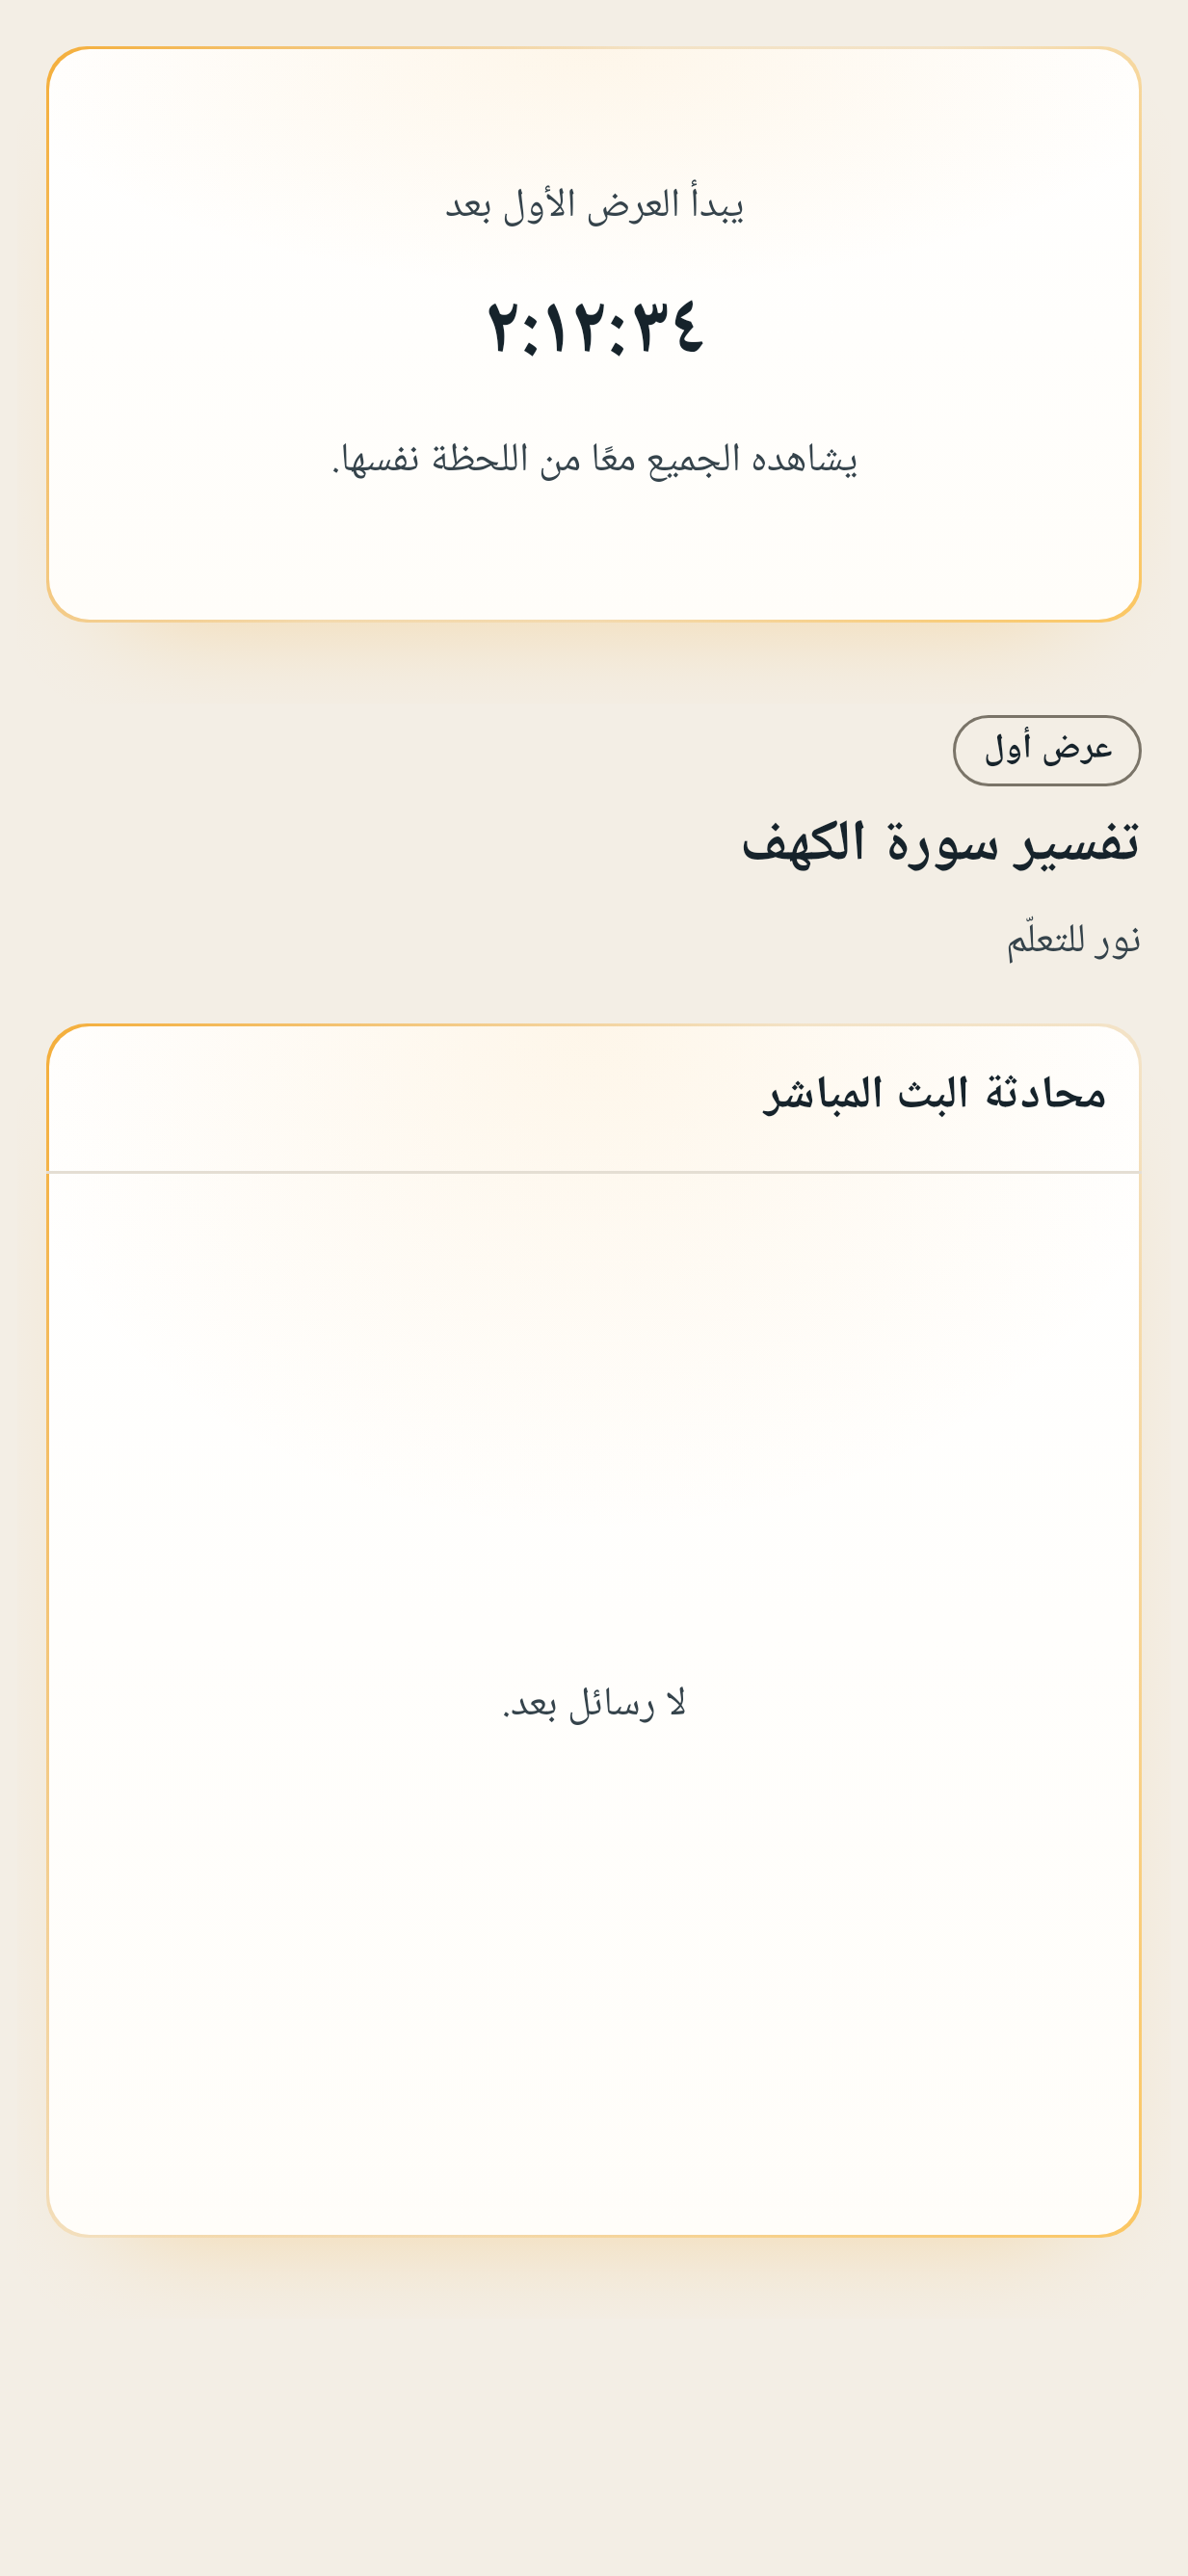 يبدأ العرض الأول بعد
٢:١٢:٣٤
يشاهده الجميع معًا من اللحظة نفسها.
عرض أول
تفسير سورة الكهف
نور للتعلّم
محادثة البث المباشر
لا رسائل بعد.